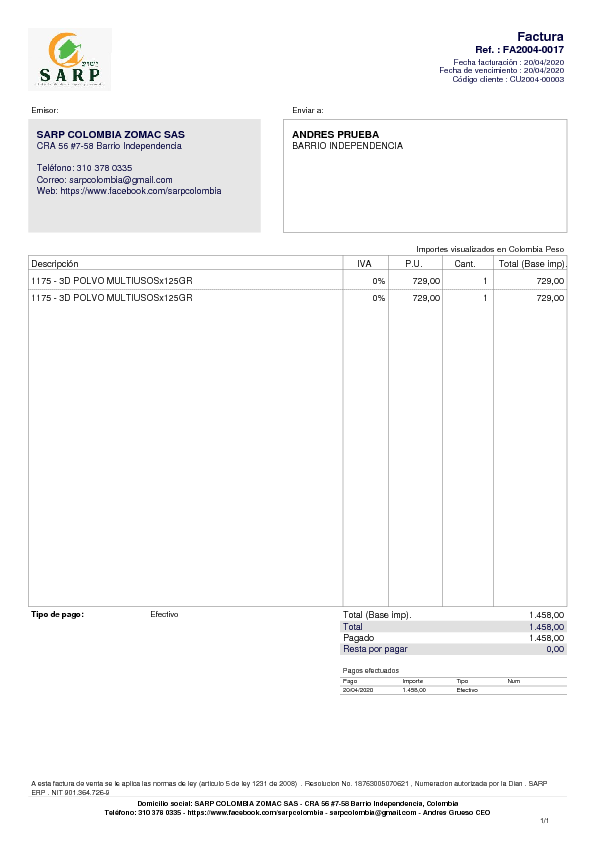 SARP
Factura
Ref. : FA2004-0017
Fecha facturación : 20/04/2020
Fecha de vencimiento : 20/04/2020
Código cliente : CU2004-00003
Emisor:
SARP COLOMBIA ZOMAC SAS
CRA 56 #7-58 Barrio Independencia
Teléfono: 310 378 0335
Correo: sarpcolombia@gmail.com
Web: https://www.facebook.com/sarpcolombia
Enviar a:
ANDRES PRUEBA
BARRIO INDEPENDENCIA
Importes visualizados en Colombia Peso
Descripción IVA P.U. Cant. Total (Base imp).
1175 - 3D POLVO MULTIUSOSx125GR 0% 729,00 1 729,00
1175 - 3D POLVO MULTIUSOSx125GR 0% 729,00 1 729,00
Tipo de pago: Efectivo
Total (Base imp). 1.458,00
Total 1.458,00
Pagado 1.458,00
Resta por pagar 0,00
Pagos efectuados
Pago Importe Tipo Num
20/04/2020 1.458,00 Efectivo
A esta factura de venta se le aplica las normas de ley (articulo 5 de ley 1231 de 2008) . Resolucion No. 18763005070621 , Numeracion autorizada por la Dian . SARP
ERP . NIT 901.364.726-9
Domicilio social: SARP COLOMBIA ZOMAC SAS - CRA 56 #7-58 Barrio Independencia, Colombia
Teléfono: 310 378 0335 - https://www.facebook.com/sarpcolombia - sarpcolombia@gmail.com - Andres Grueso CEO
1/1